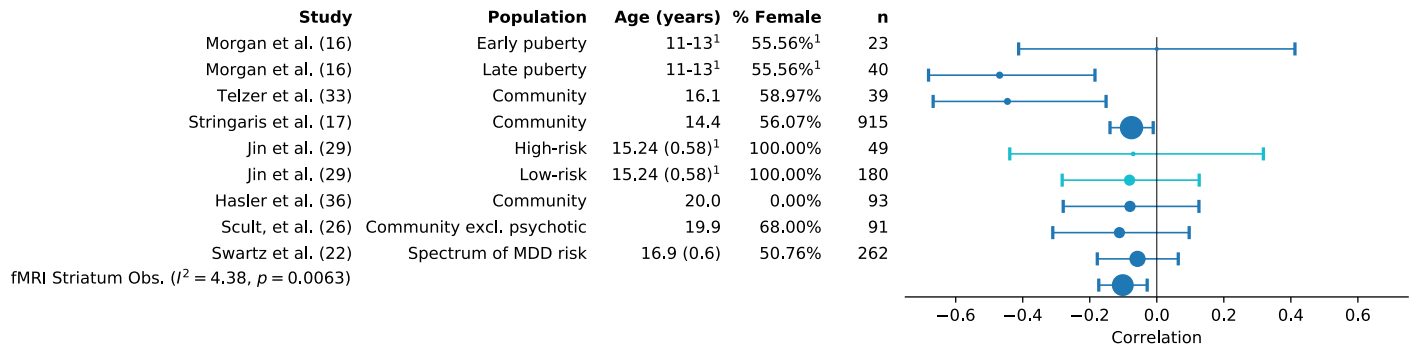 Study Population Age (years) % Female n
Morgan et al. (16) Early puberty 11-13¹ 55.56%¹ 23
Morgan et al. (16) Late puberty 11-13¹ 55.56%¹ 40
Telzer et al. (33) Community 16.1 58.97% 39
Stringaris et al. (17) Community 14.4 56.07% 915
Jin et al. (29) High-risk 15.24 (0.58)¹ 100.00% 49
Jin et al. (29) Low-risk 15.24 (0.58)¹ 100.00% 180
Hasler et al. (36) Community 20.0 0.00% 93
Scult, et al. (26) Community excl. psychotic 19.9 68.00% 91
Swartz et al. (22) Spectrum of MDD risk 16.9 (0.6) 50.76% 262
fMRI Striatum Obs. (I² = 4.38, p = 0.0063)
−0.6 −0.4 −0.2 0.0 0.2 0.4 0.6
Correlation